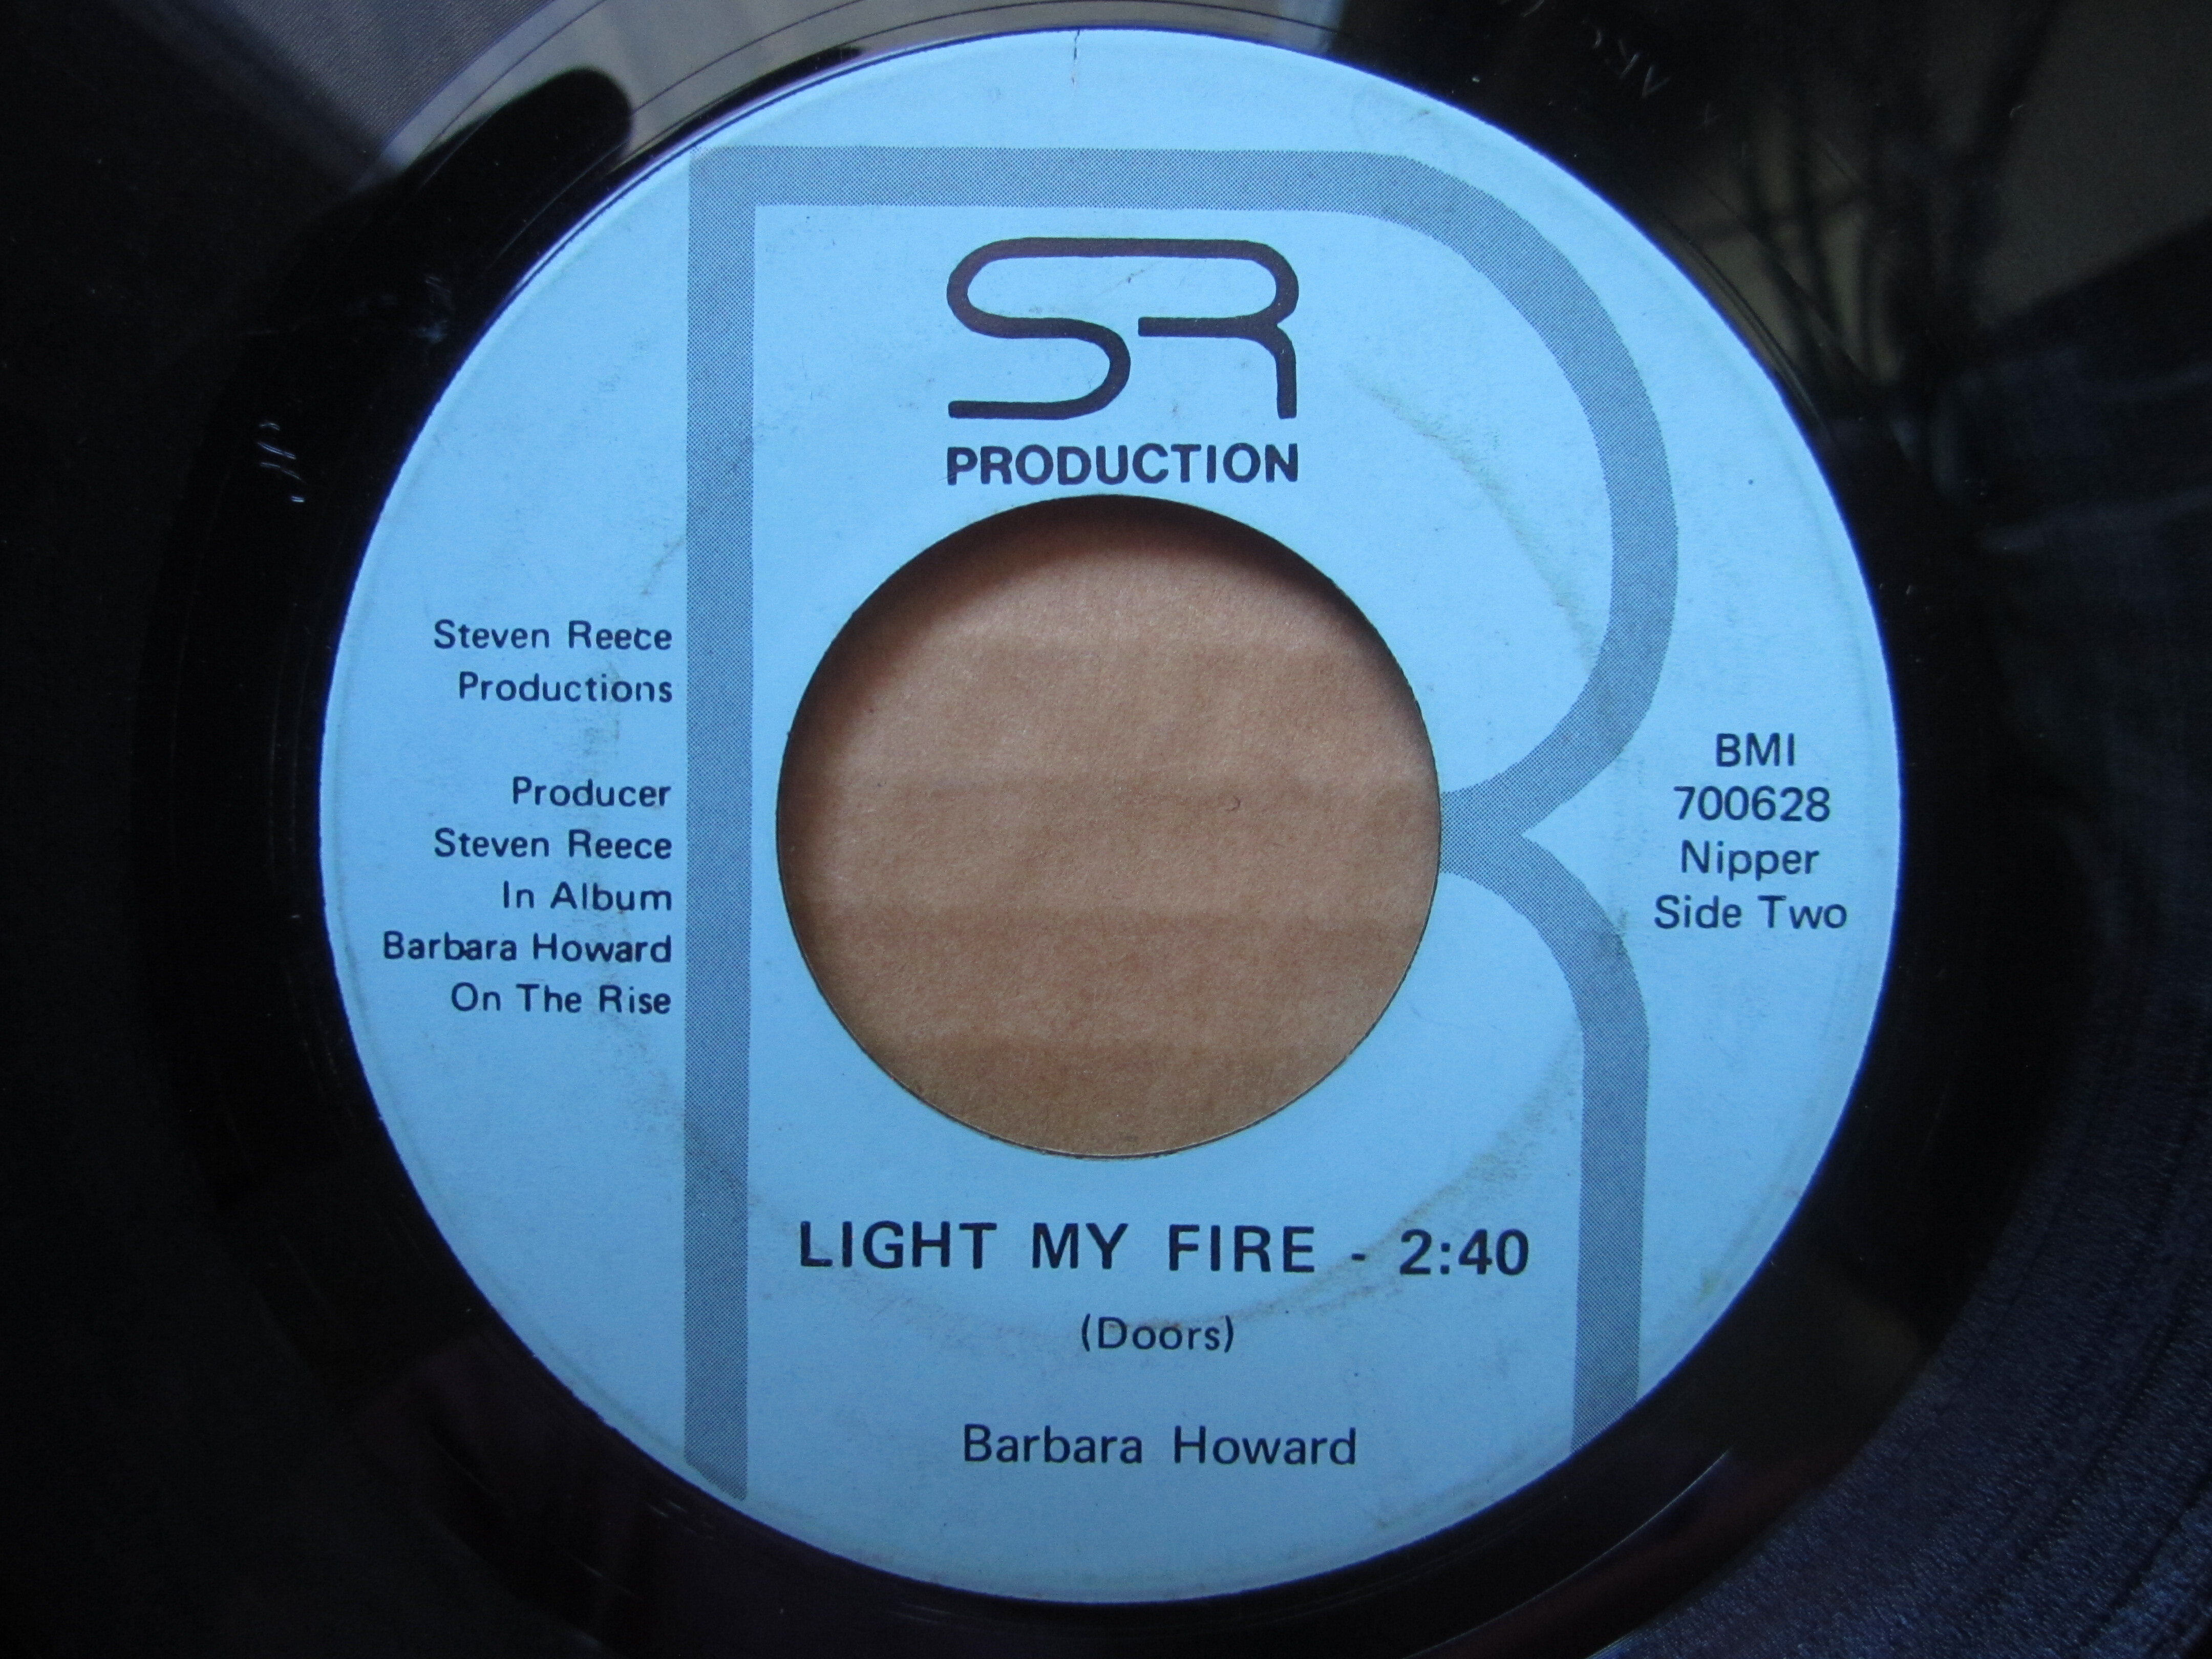 SR
PRODUCTION
Steven Reece
Productions
Producer
Steven Reece
In Album
Barbara Howard
On The Rise
BMI
700628
Nipper
Side Two
LIGHT MY FIRE - 2:40
(Doors)
Barbara Howard